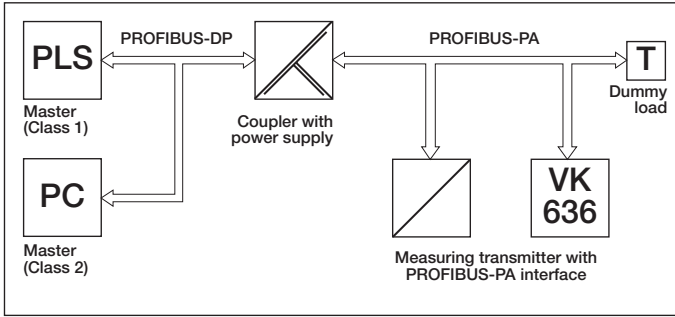 PROFIBUS-DP
PROFIBUS-PA
PLS
T
Master
(Class 1)
Coupler with
power supply
Dummy
load
PC
VK
636
Master
(Class 2)
Measuring transmitter with
PROFIBUS-PA interface